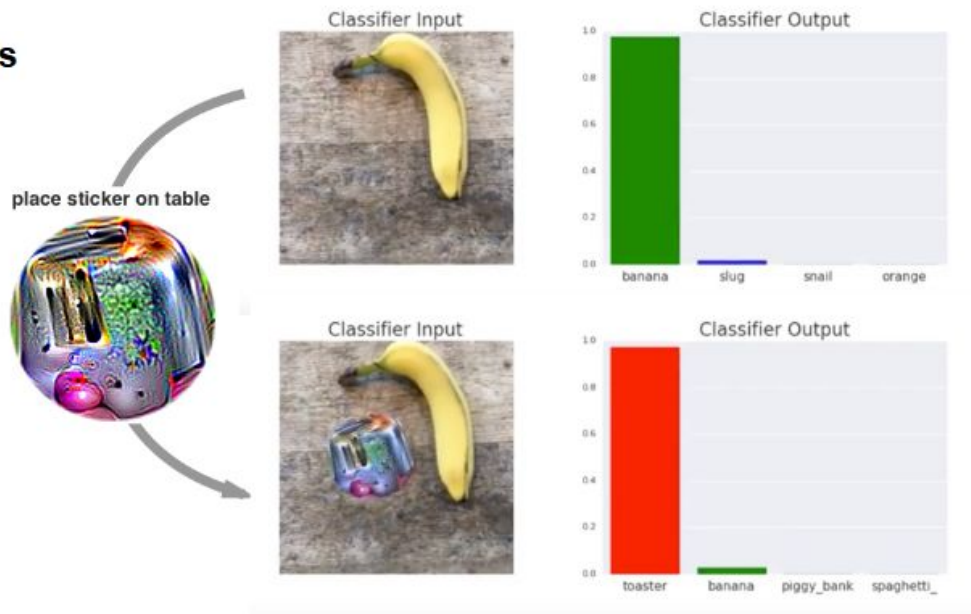 s
place sticker on table
Classifier Input
Classifier Output
1.0
0.8
0.6
0.4
0.2
0.0
banana slug snail orange
Classifier Input
Classifier Output
1.0
0.8
0.6
0.4
0.2
0.0
toaster banana piggy_bank spaghetti_